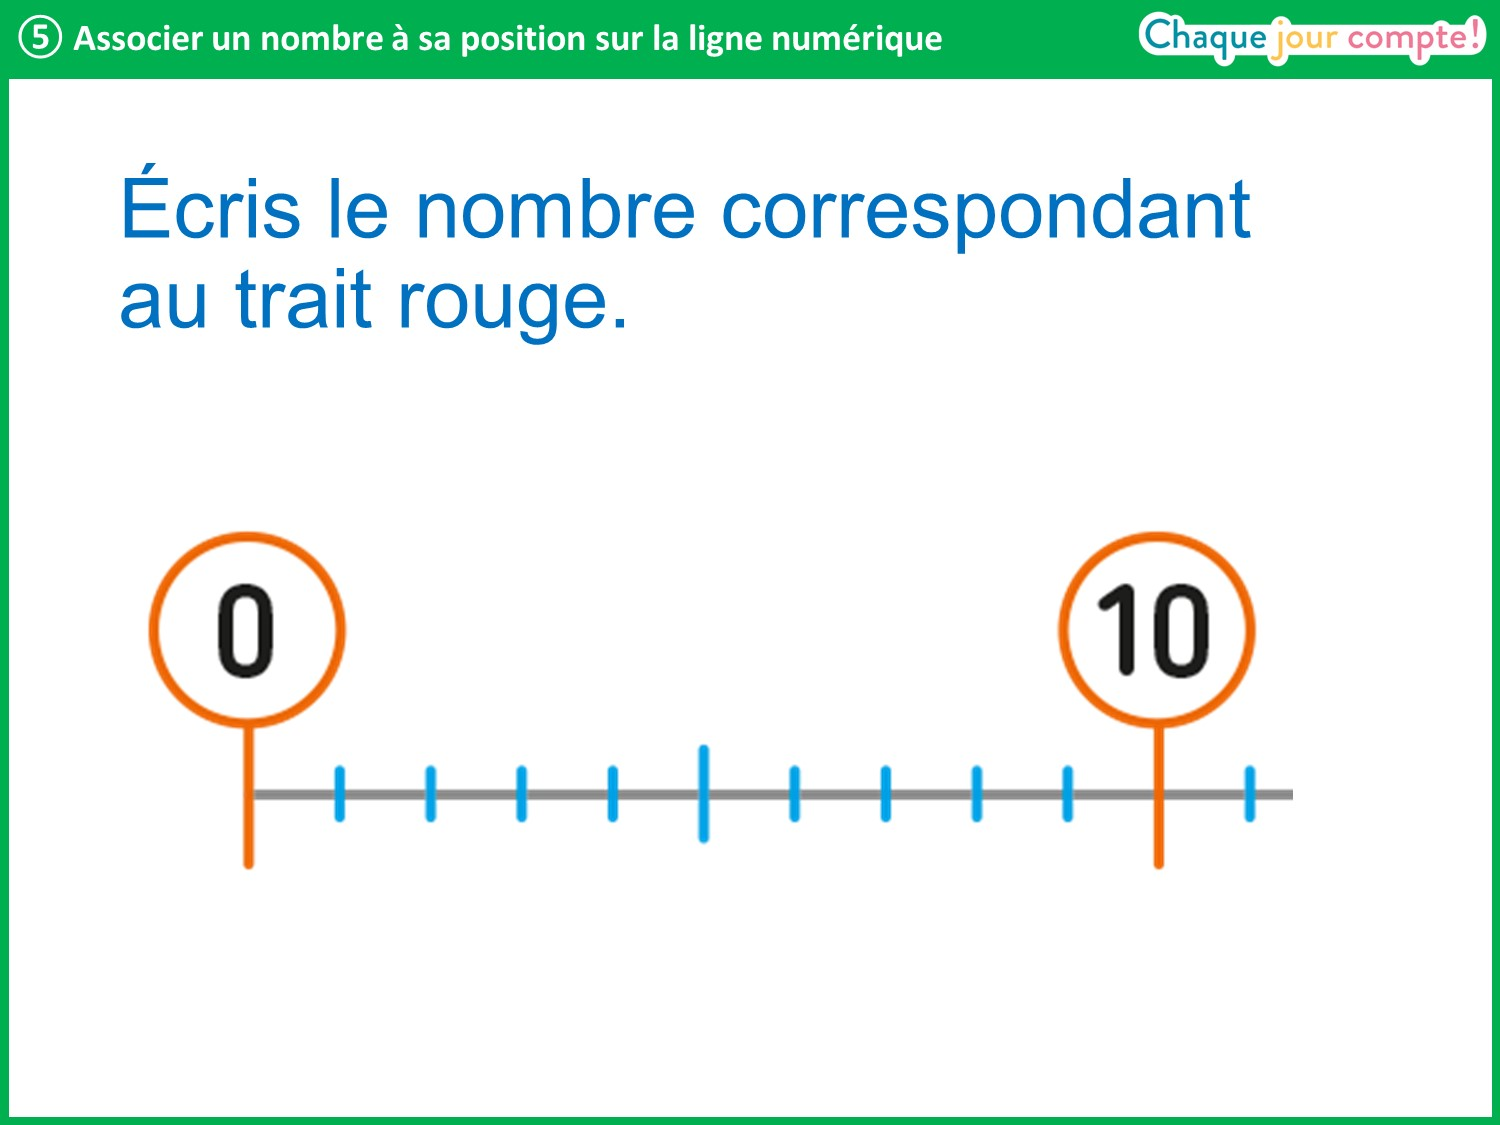 ⑤ Associer un nombre à sa position sur la ligne numérique
Chaque jour compte!
Écris le nombre correspondant
au trait rouge.
0 10